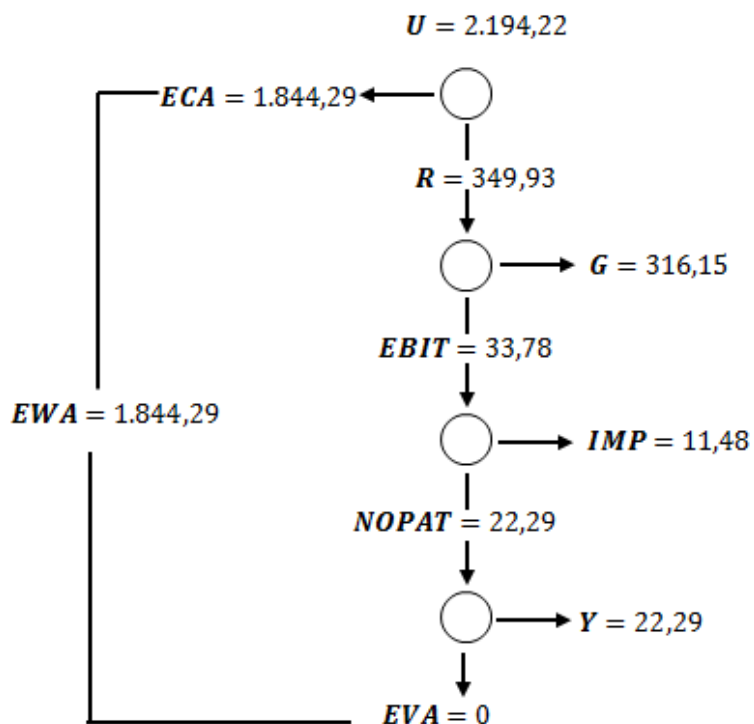 U = 2.194,22
ECA = 1.844,29
R = 349,93
G = 316,15
EBIT = 33,78
EWA = 1.844,29
IMP = 11,48
NOPAT = 22,29
Y = 22,29
EVA = 0